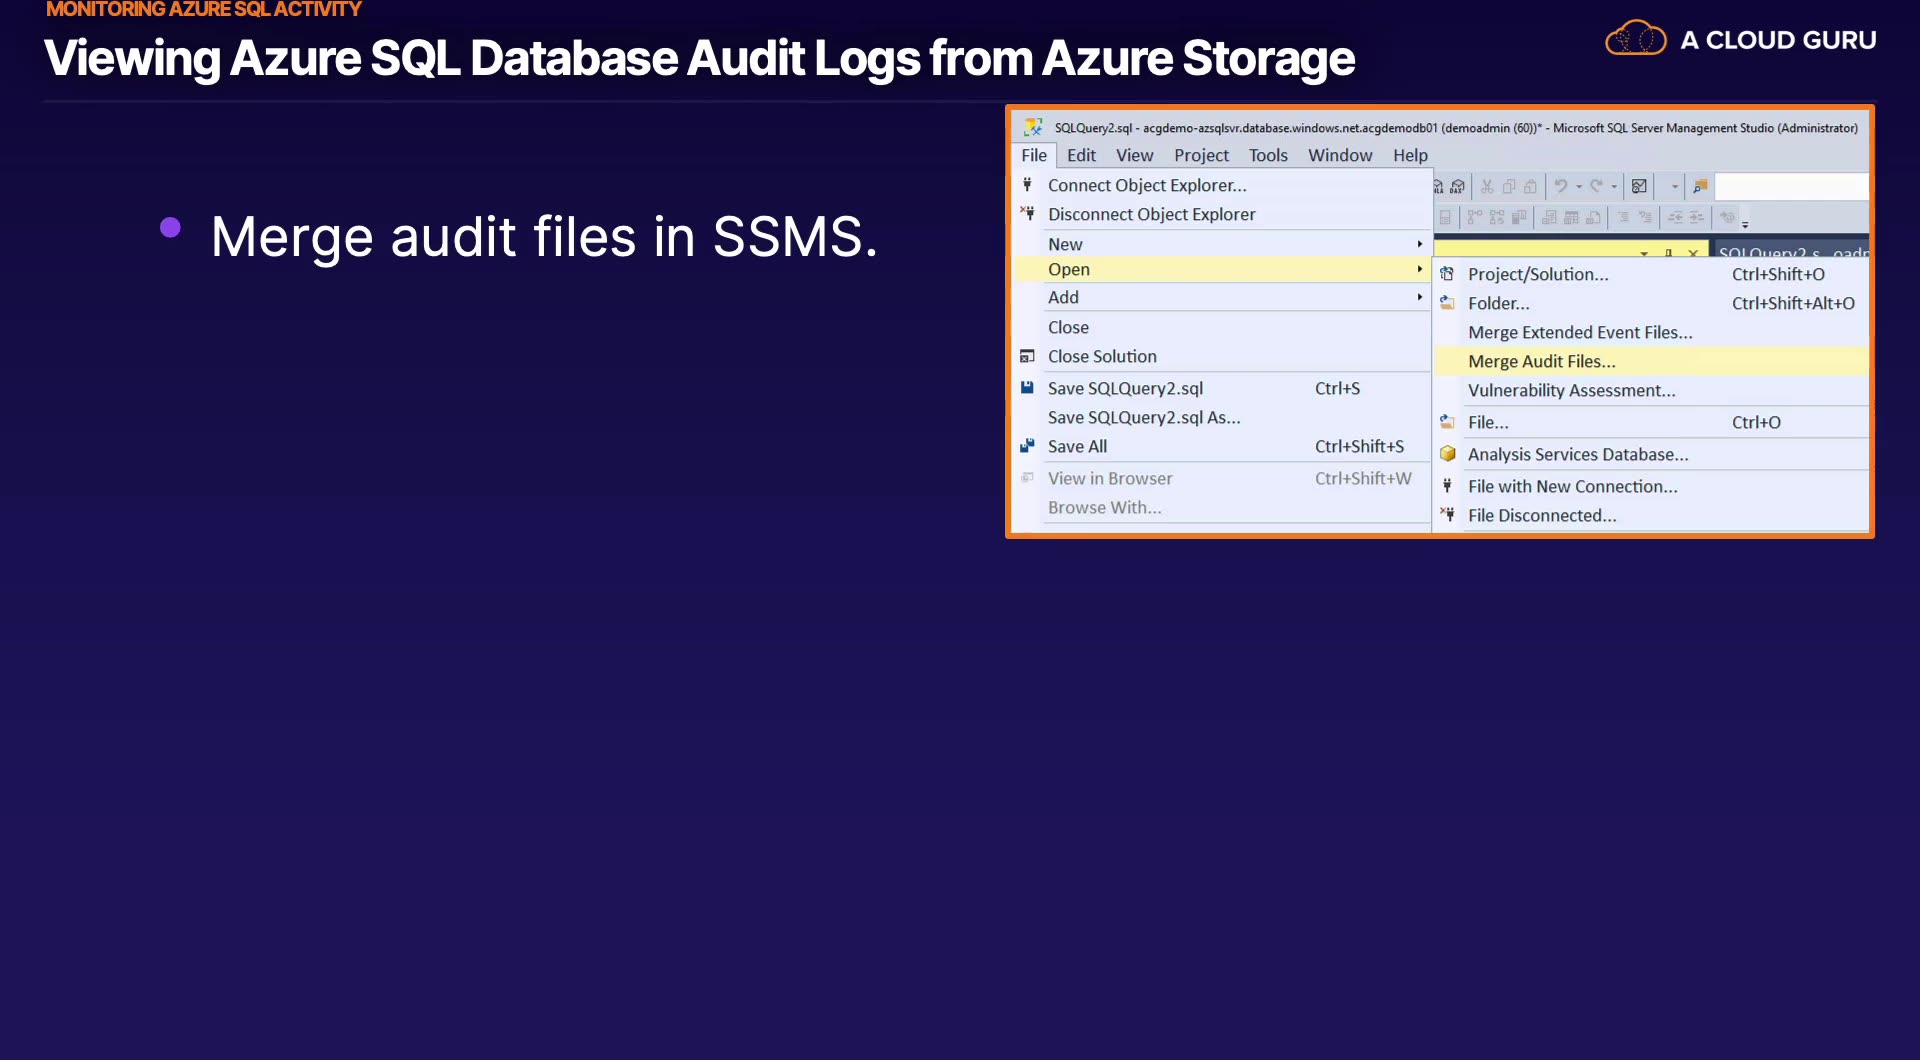 MONITORING AZURE SQL ACTIVITY
Viewing Azure SQL Database Audit Logs from Azure Storage
A CLOUD GURU
• Merge audit files in SSMS.
SQLQuery2.sql - acgdemo-azsqlsvr.database.windows.net.acgdemodb01 (demoadmin (60))* - Microsoft SQL Server Management Studio (Administrator)
File Edit View Project Tools Window Help
Connect Object Explorer...
Disconnect Object Explorer
New
Open
Add
Close
Close Solution
Save SQLQuery2.sql Ctrl+S
Save SQLQuery2.sql As...
Save All Ctrl+Shift+S
View in Browser Ctrl+Shift+W
Browse With...
SQLQuery2.s...oadm
Project/Solution... Ctrl+Shift+O
Folder... Ctrl+Shift+Alt+O
Merge Extended Event Files...
Merge Audit Files...
Vulnerability Assessment...
File... Ctrl+O
Analysis Services Database...
File with New Connection...
File Disconnected...